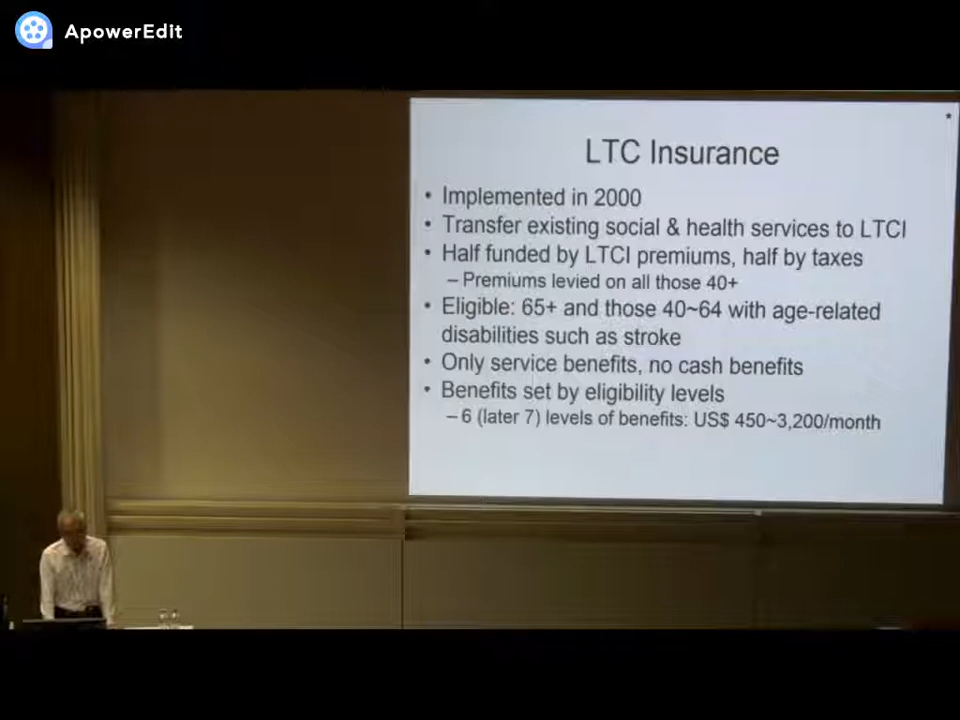 ApowerEdit
*
LTC Insurance
• Implemented in 2000
• Transfer existing social & health services to LTCI
• Half funded by LTCI premiums, half by taxes
– Premiums levied on all those 40+
• Eligible: 65+ and those 40~64 with age-related
disabilities such as stroke
• Only service benefits, no cash benefits
• Benefits set by eligibility levels
– 6 (later 7) levels of benefits: US$ 450~3,200/month